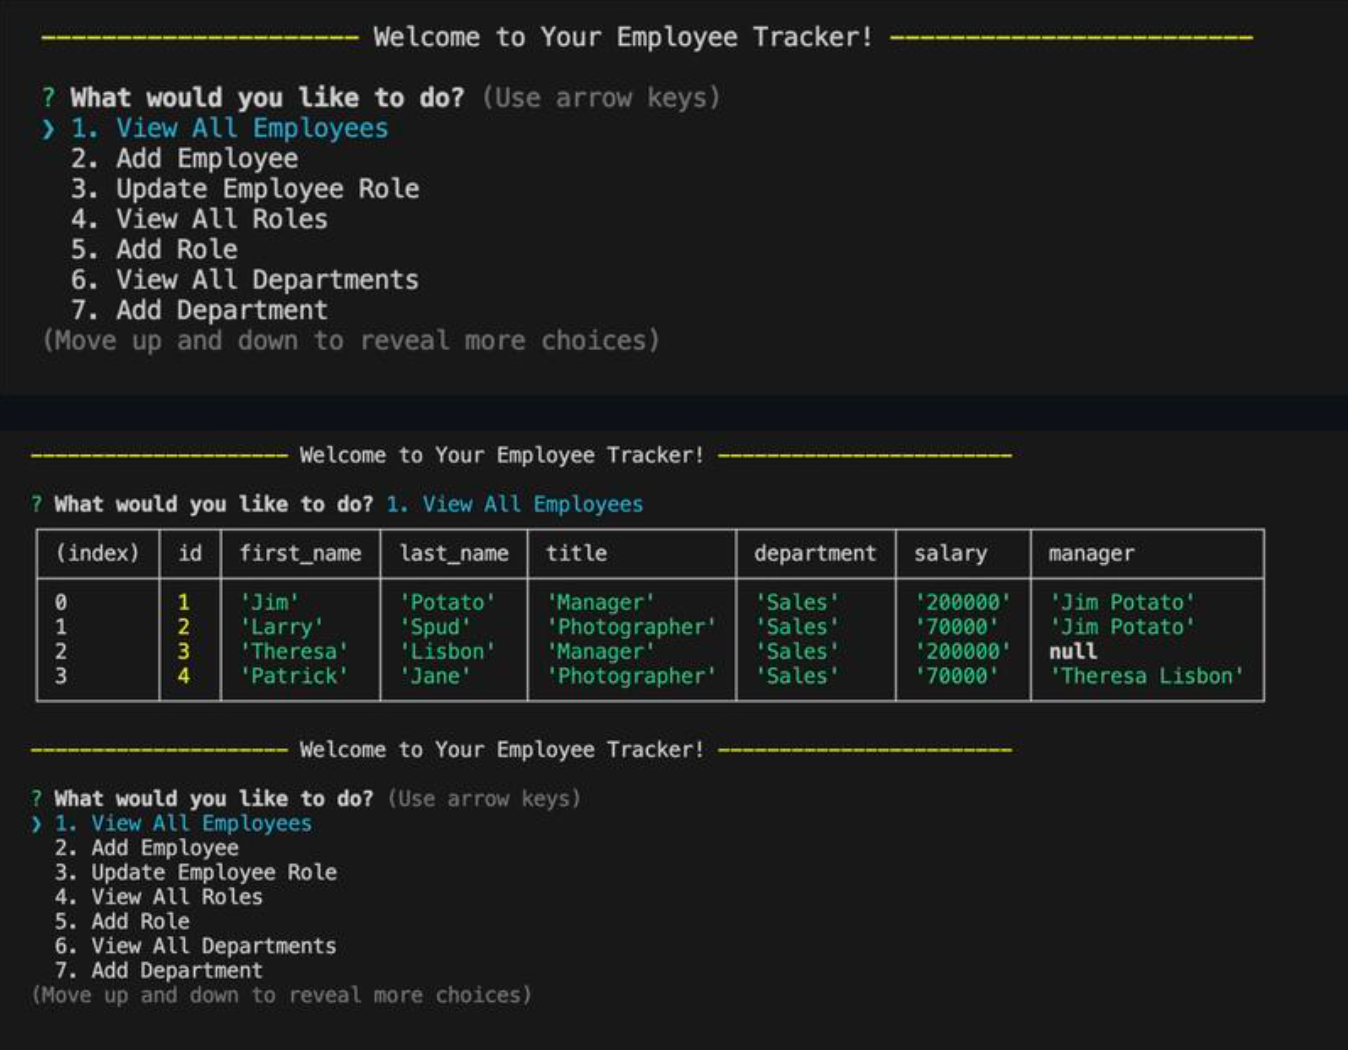 --------------------- Welcome to Your Employee Tracker! ------------------------
? What would you like to do? (Use arrow keys)
❯ 1. View All Employees
2. Add Employee
3. Update Employee Role
4. View All Roles
5. Add Role
6. View All Departments
7. Add Department
(Move up and down to reveal more choices)
--------------------- Welcome to Your Employee Tracker! ------------------------
? What would you like to do? 1. View All Employees
(index) id first_name last_name title department salary manager
0 1 'Jim' 'Potato' 'Manager' 'Sales' '200000' 'Jim Potato'
1 2 'Larry' 'Spud' 'Photographer' 'Sales' '70000' 'Jim Potato'
2 3 'Theresa' 'Lisbon' 'Manager' 'Sales' '200000' null
3 4 'Patrick' 'Jane' 'Photographer' 'Sales' '70000' 'Theresa Lisbon'
--------------------- Welcome to Your Employee Tracker! ------------------------
? What would you like to do? (Use arrow keys)
❯ 1. View All Employees
2. Add Employee
3. Update Employee Role
4. View All Roles
5. Add Role
6. View All Departments
7. Add Department
(Move up and down to reveal more choices)